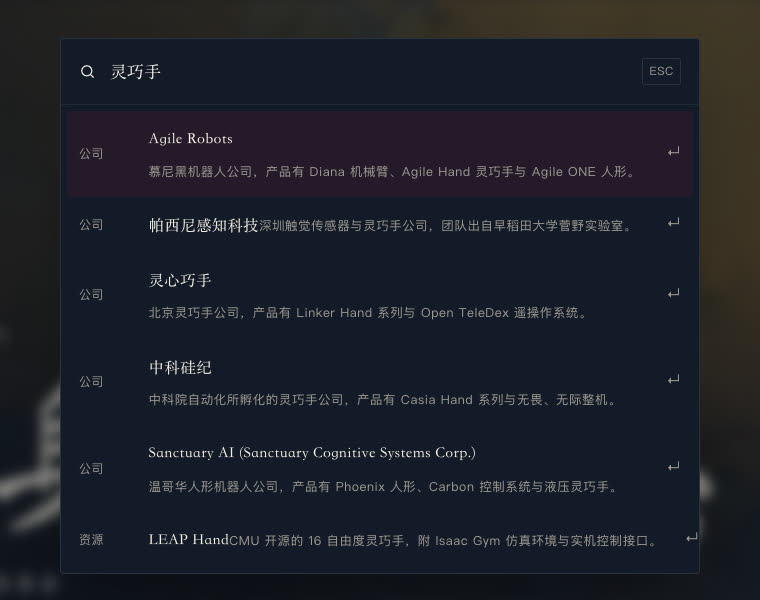 灵巧手 ESC
公司
Agile Robots
慕尼黑机器人公司，产品有 Diana 机械臂、Agile Hand 灵巧手与 Agile ONE 人形。
公司
帕西尼感知科技深圳触觉传感器与灵巧手公司，团队出自早稻田大学菅野实验室。
公司
灵心巧手
北京灵巧手公司，产品有 Linker Hand 系列与 Open TeleDex 遥操作系统。
公司
中科硅纪
中科院自动化所孵化的灵巧手公司，产品有 Casia Hand 系列与无畏、无际整机。
公司
Sanctuary AI (Sanctuary Cognitive Systems Corp.)
温哥华人形机器人公司，产品有 Phoenix 人形、Carbon 控制系统与液压灵巧手。
资源
LEAP HandCMU 开源的 16 自由度灵巧手，附 Isaac Gym 仿真环境与实机控制接口。